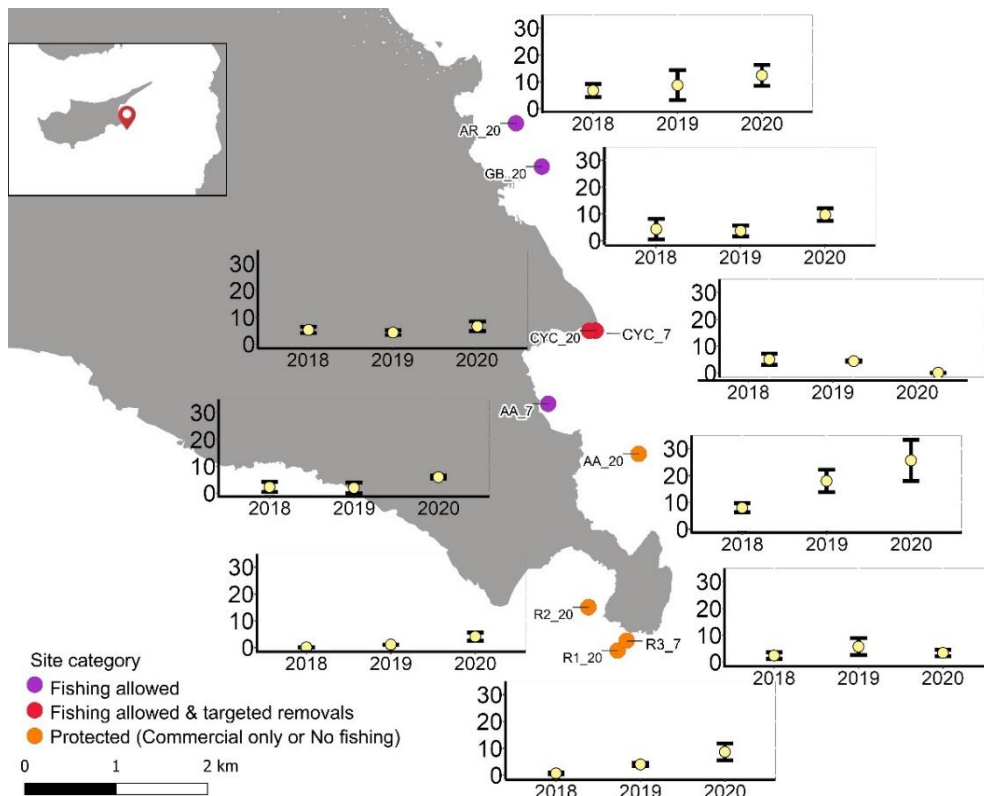 30
20
10
0
2018 2019 2020
AR_20
GB_20
30
20
10
0
2018 2019 2020
30
20
10
0
2018 2019 2020
CYC_20
CYC_7
30
20
10
0
2018 2019 2020
AA_7
30
20
10
0
2018 2019 2020
AA_20
30
20
10
0
2018 2019 2020
30
20
10
0
2018 2019 2020
R2_20
R3_7
R1_20
30
20
10
0
2018 2019 2020
Site category
Fishing allowed
Fishing allowed & targeted removals
Protected (Commercial only or No fishing)
0 1 2 km
30
20
10
0
2018 2019 2020